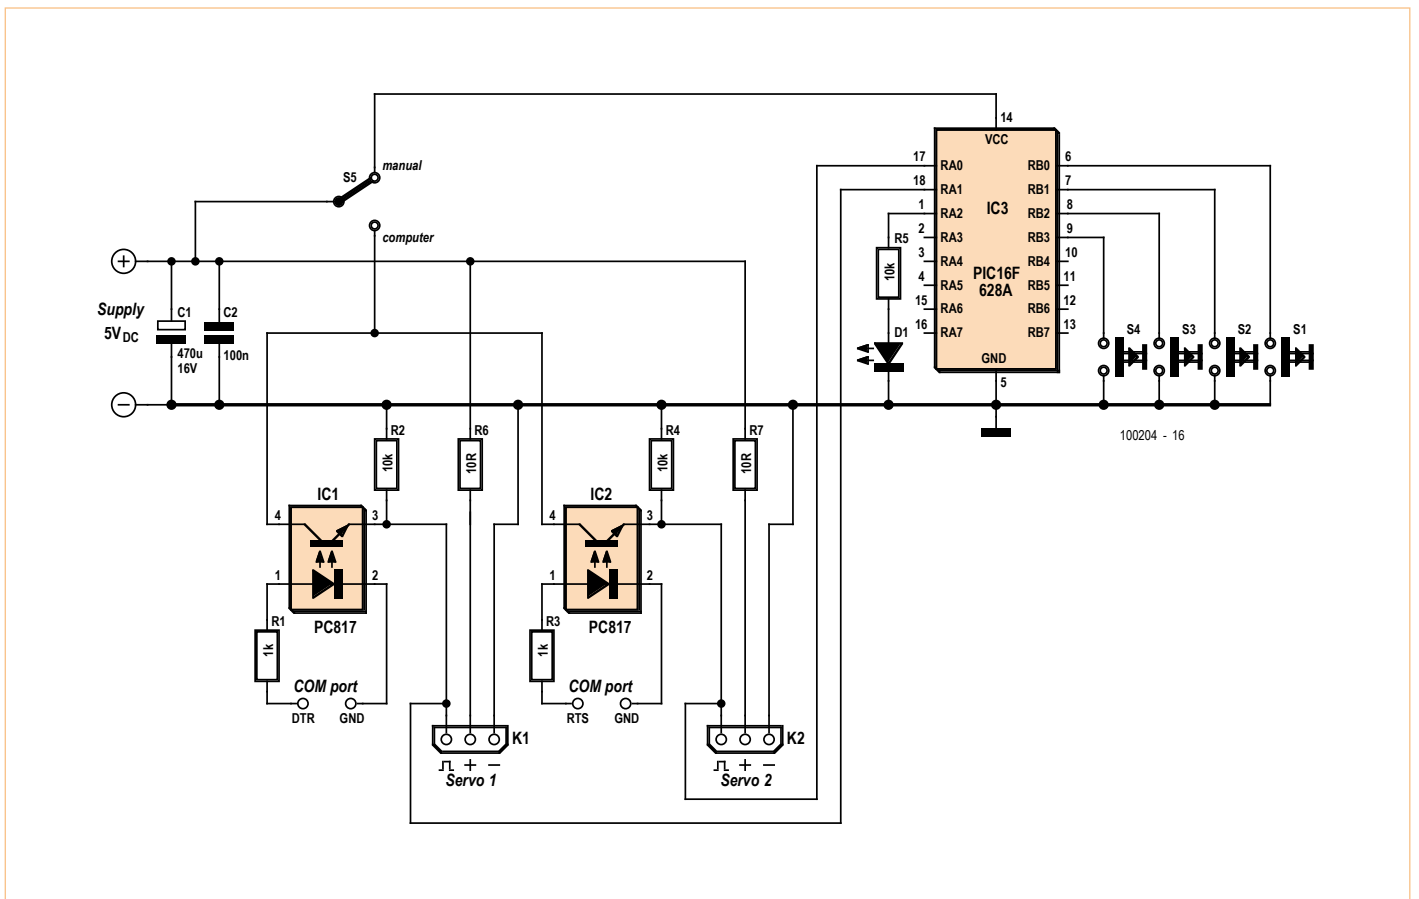 14
VCC
17
RA0
RB0
6
18
RA1
RB1
7
1
RA2
IC3
RB2
8
2
RA3
RB3
9
3
RA4
RB4
10
4
RA5
PIC16F
628A
RB5
11
15
RA6
RB6
12
16
RA7
RB7
13
GND
5
manual
S5
computer
+
Supply
5VDC
−
C1
470u
16V
C2
100n
R5
10k
D1
S4
S3
S2
S1
100204 - 16
R2
10k
R6
10R
R4
10k
R7
10R
IC1
4
3
1
2
PC817
R1
1k
COM port
DTR
GND
IC2
4
3
1
2
PC817
R3
1k
COM port
RTS
GND
K1
+ −
Servo 1
K2
+ −
Servo 2